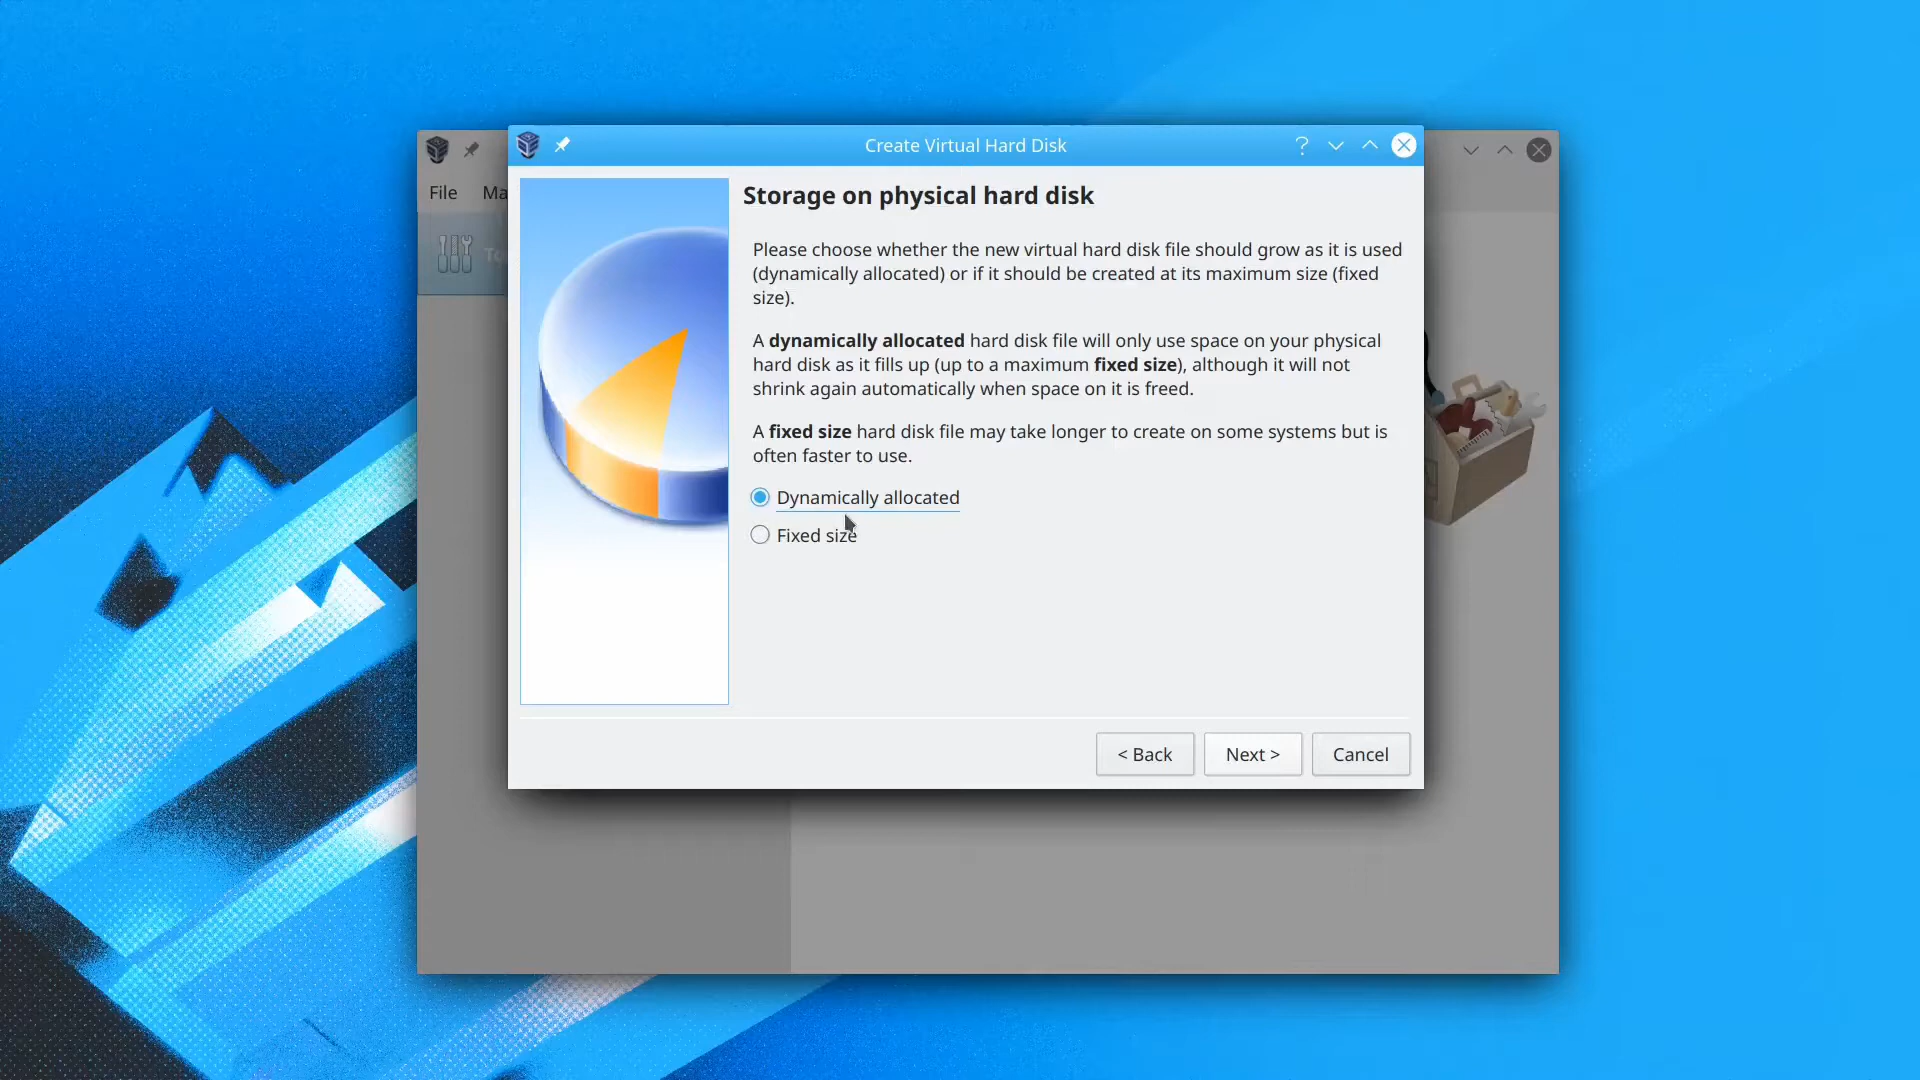 Create Virtual Hard Disk
?
File
Ma
To
Storage on physical hard disk
Please choose whether the new virtual hard disk file should grow as it is used
(dynamically allocated) or if it should be created at its maximum size (fixed
size).
A dynamically allocated hard disk file will only use space on your physical
hard disk as it fills up (up to a maximum fixed size), although it will not
shrink again automatically when space on it is freed.
A fixed size hard disk file may take longer to create on some systems but is
often faster to use.
Dynamically allocated
Fixed size
< Back
Next >
Cancel